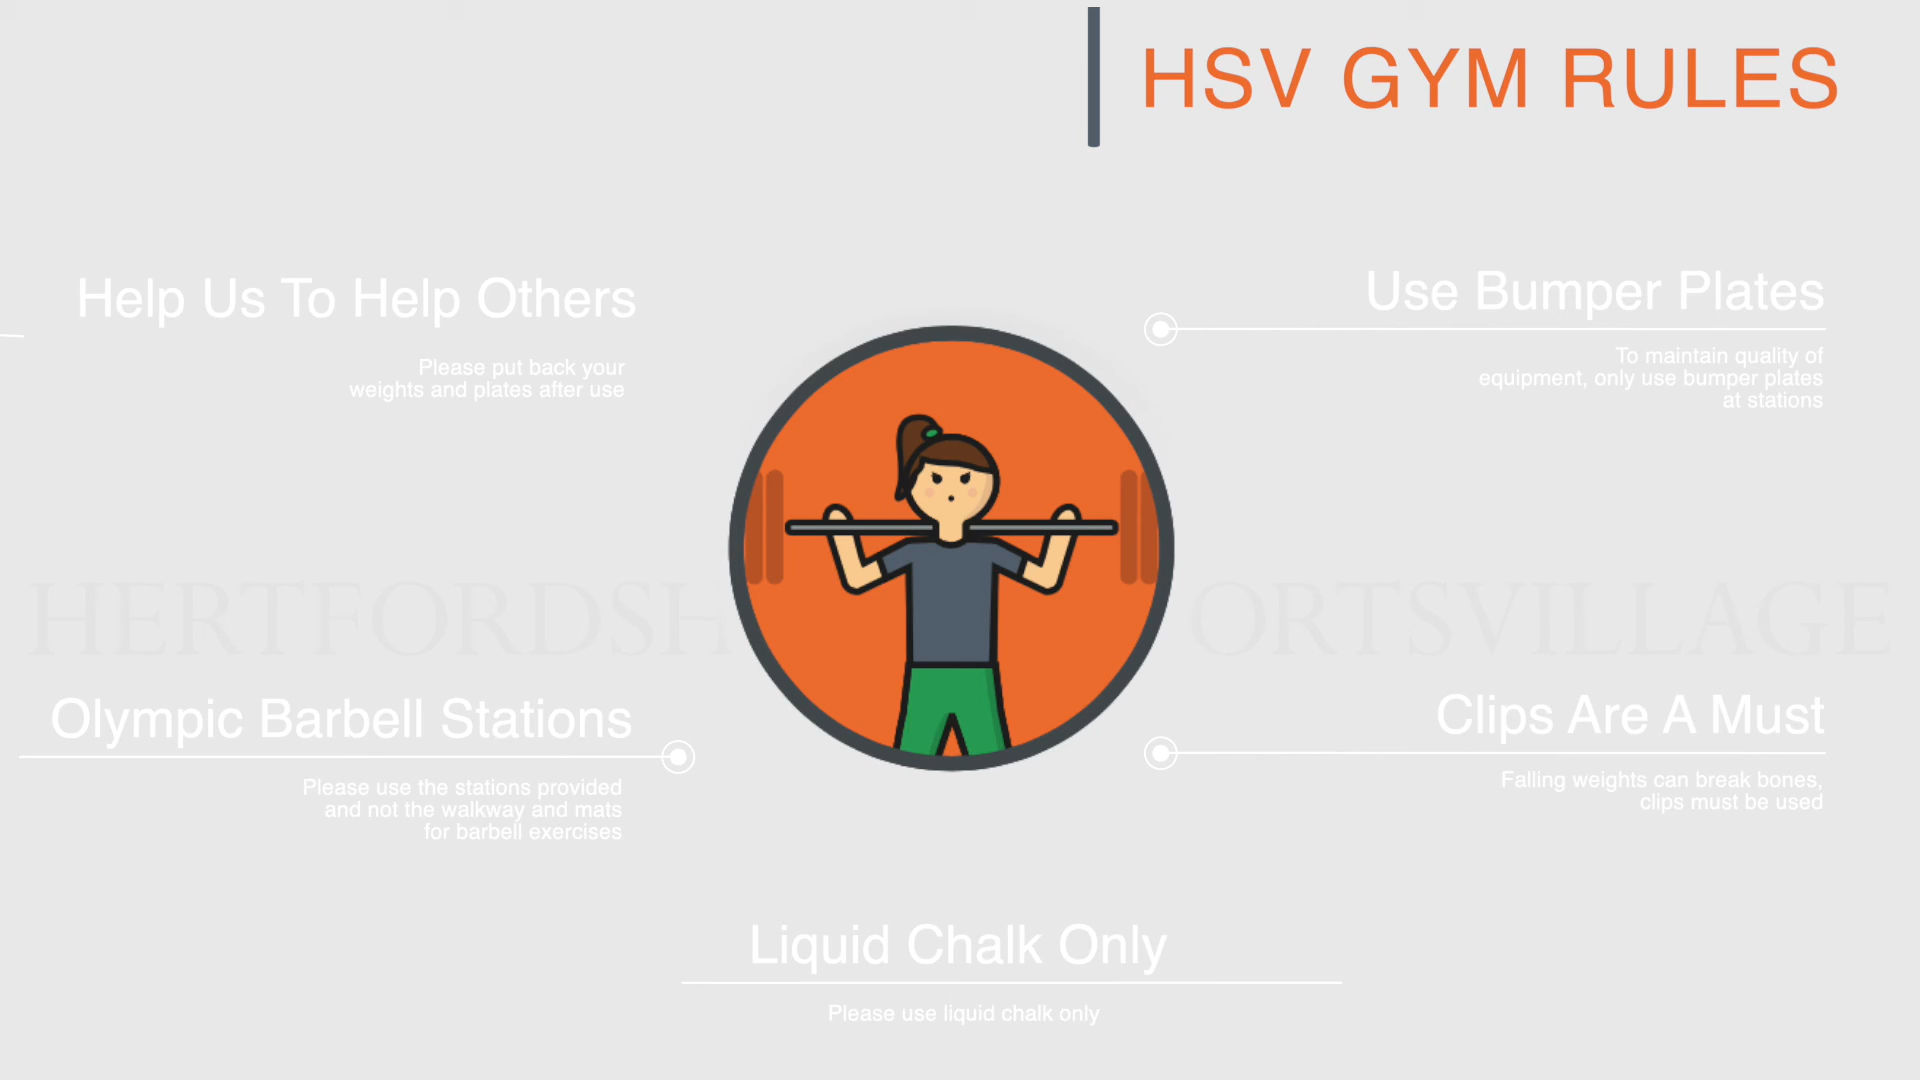 HSV GYM RULES
Help Us To Help Others
Please put back your
weights and plates after use
Use Bumper Plates
To maintain quality of
equipment, only use bumper plates
at stations
HERTFORDSH ORTSVILLAGE
Olympic Barbell Stations
Please use the stations provided
and not the walkway and mats
for barbell exercises
Clips Are A Must
Falling weights can break bones,
clips must be used
Liquid Chalk Only
Please use liquid chalk only